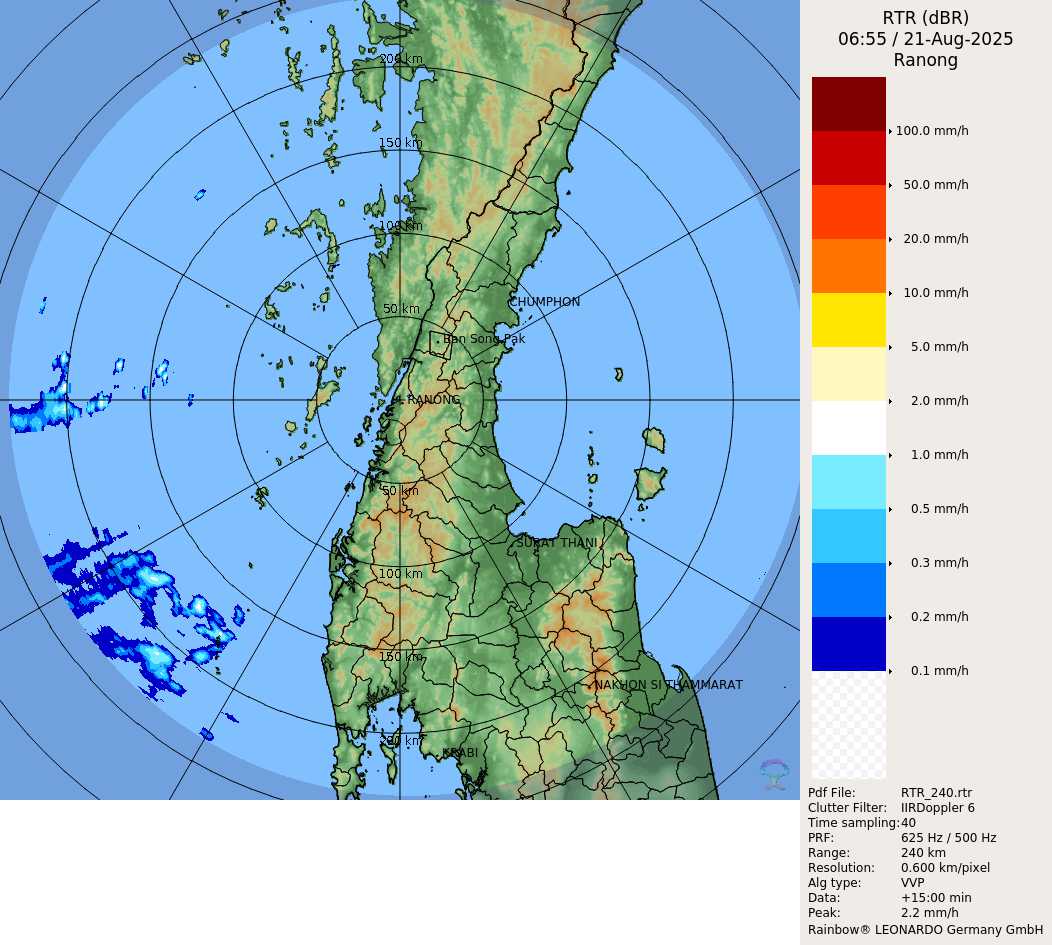 RTR (dBR)
06:55 / 21-Aug-2025
Ranong
100.0 mm/h
50.0 mm/h
20.0 mm/h
10.0 mm/h
5.0 mm/h
2.0 mm/h
1.0 mm/h
0.5 mm/h
0.3 mm/h
0.2 mm/h
0.1 mm/h
Pdf File: RTR_240.rtr
Clutter Filter: IIRDoppler 6
Time sampling: 40
PRF: 625 Hz / 500 Hz
Range: 240 km
Resolution: 0.600 km/pixel
Alg type: VVP
Data: +15:00 min
Peak: 2.2 mm/h
Rainbow® LEONARDO Germany GmbH
200 km
150 km
100 km
CHUMPHON
50 km
Ban Song Pak
RANONG
50 km
SURAT THANI
100 km
150 km
NAKHON SI THAMMARAT
200 km
KRABI